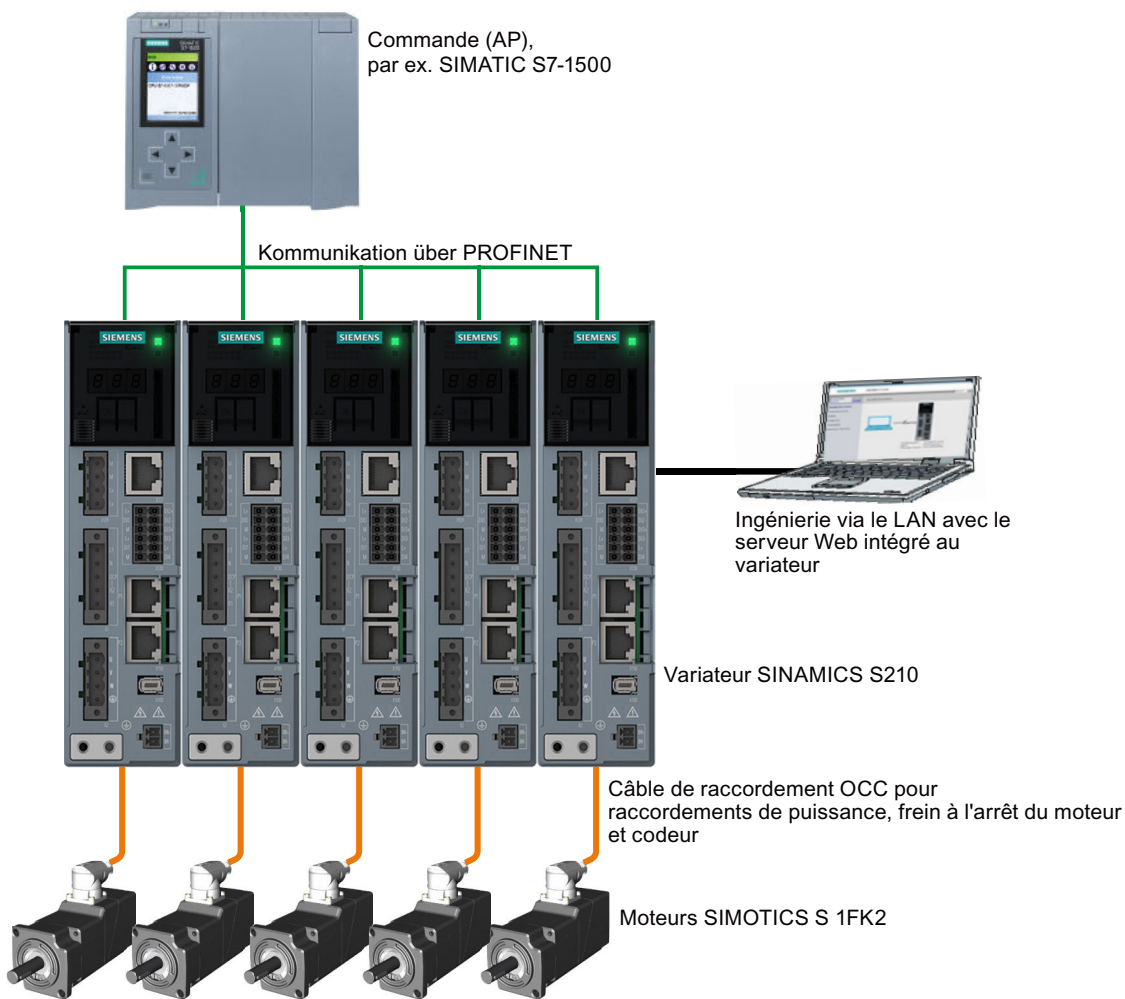 Commande (AP),
par ex. SIMATIC S7-1500
SIEMENS
Kommunikation über PROFINET
SIEMENS
SIEMENS
SIEMENS
SIEMENS
SIEMENS
Ingénierie via le LAN avec le
serveur Web intégré au
variateur
Variateur SINAMICS S210
Câble de raccordement OCC pour
raccordements de puissance, frein à l'arrêt du moteur
et codeur
Moteurs SIMOTICS S 1FK2